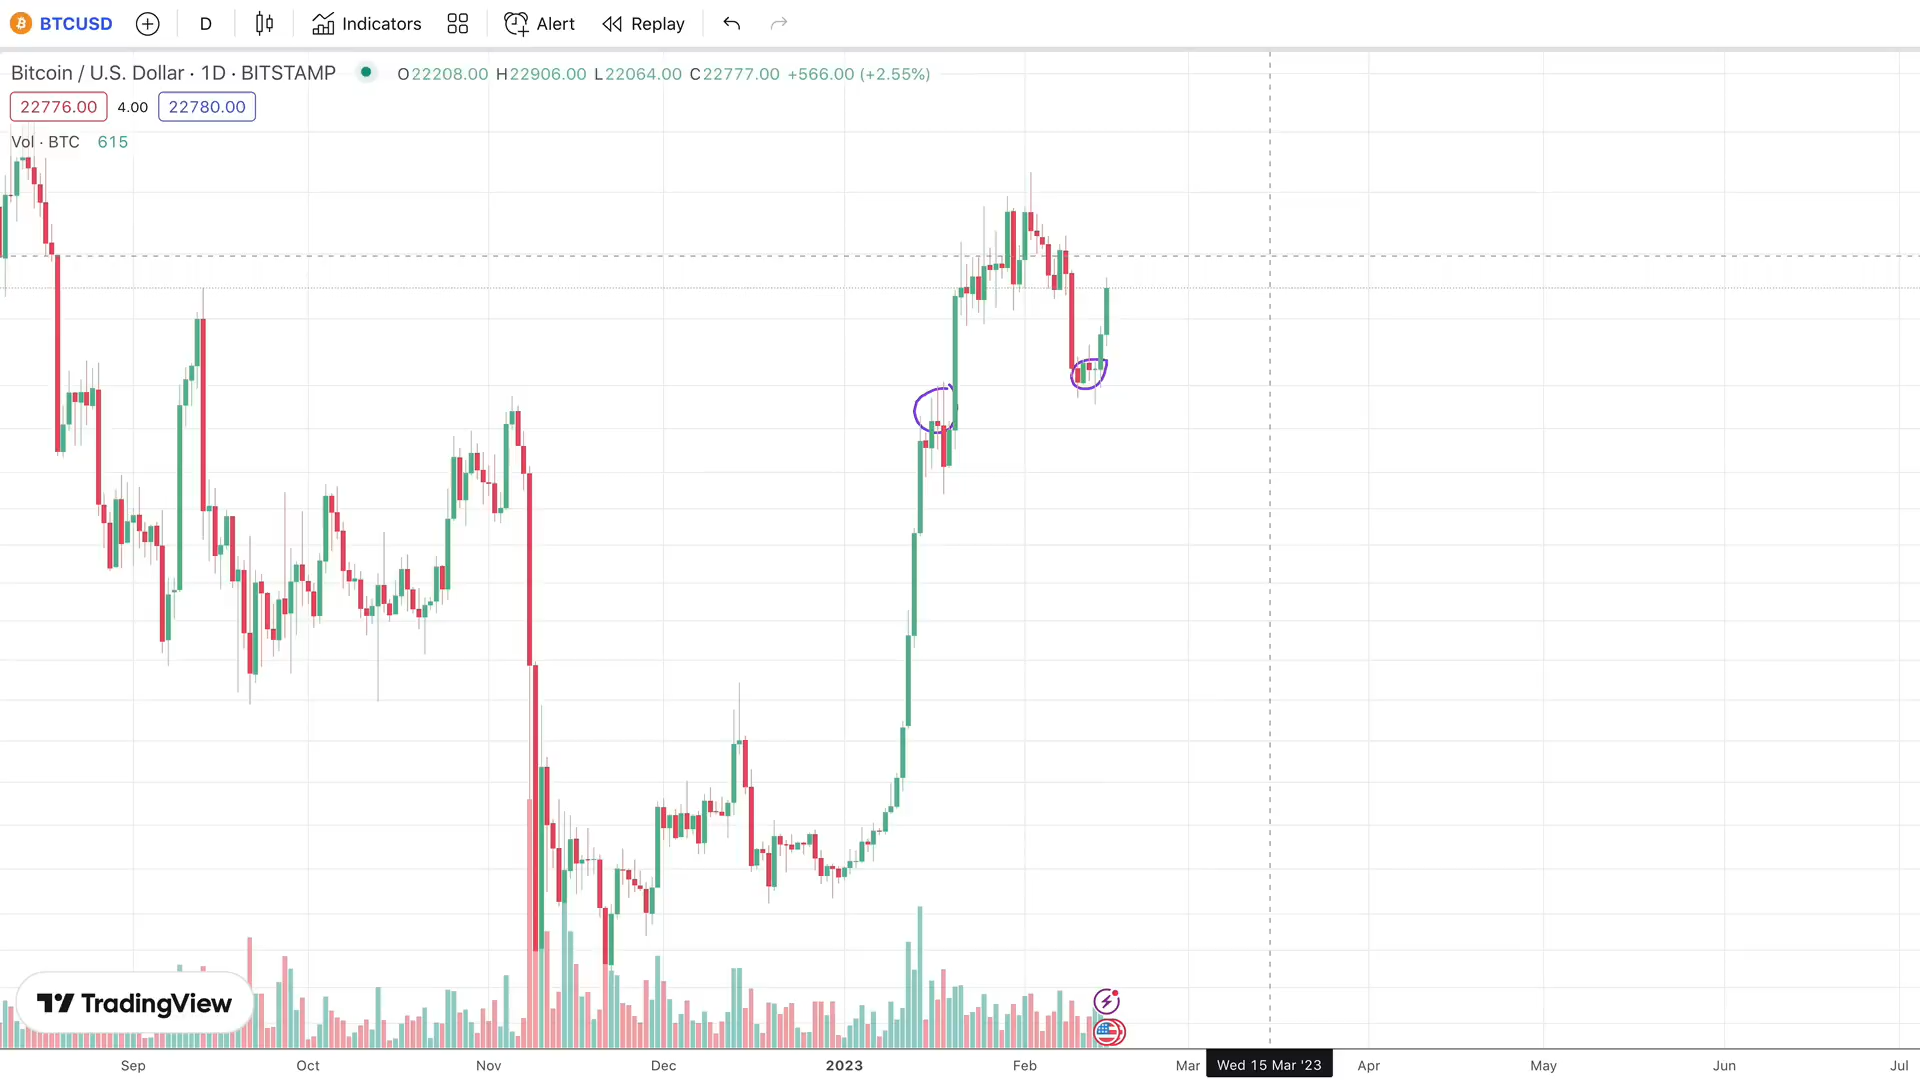 BTCUSD D Indicators Alert Replay
Bitcoin / U.S. Dollar · 1D · BITSTAMP O22208.00 H22906.00 L22064.00 C22777.00 +566.00 (+2.55%)
22776.00 4.00 22780.00
Vol · BTC 615
TradingView
Sep Oct Nov Dec 2023 Feb Mar Wed 15 Mar '23 Apr May Jun Jul